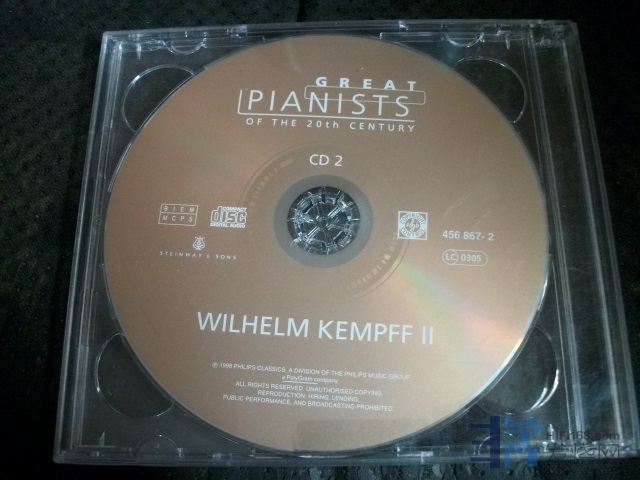 GREAT
PIANISTS
OF THE 20th CENTURY
CD 2
BIEM
MCPS
COMPACT
disc
DIGITAL AUDIO
STEINWAY & SONS
456 867-2
LC 0305
WILHELM KEMPFF II
℗ 1998 PHILIPS CLASSICS, A DIVISION OF THE PHILIPS MUSIC GROUP
a PolyGram company
ALL RIGHTS RESERVED. UNAUTHORISED COPYING,
REPRODUCTION, HIRING, LENDING,
PUBLIC PERFORMANCE, AND BROADCASTING PROHIBITED.